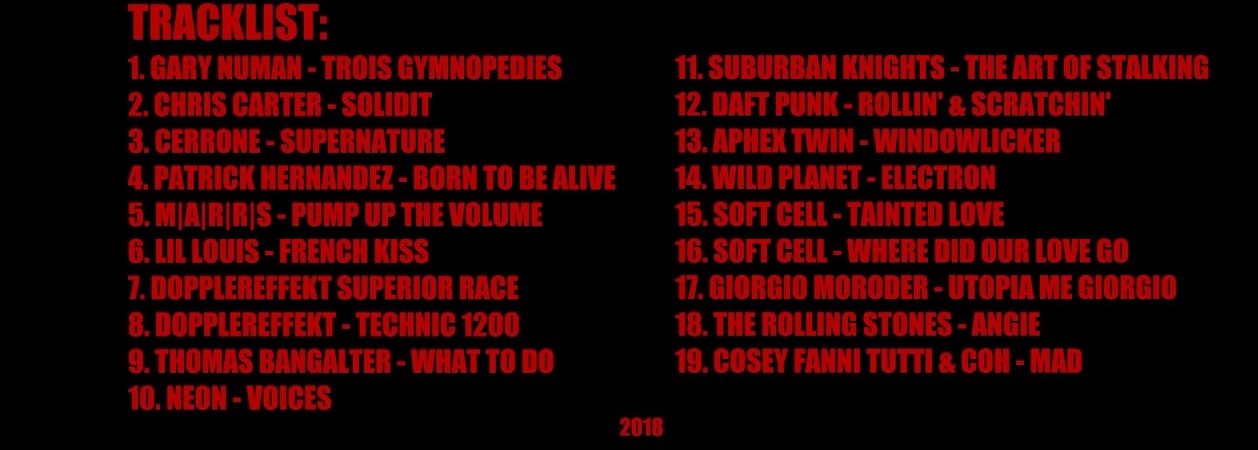 TRACKLIST:
1. GARY NUMAN - TROIS GYMNOPEDIES
2. CHRIS CARTER - SOLIDIT
3. CERRONE - SUPERNATURE
4. PATRICK HERNANDEZ - BORN TO BE ALIVE
5. M|A|R|R|S - PUMP UP THE VOLUME
6. LIL LOUIS - FRENCH KISS
7. DOPPLEREFFEKT SUPERIOR RACE
8. DOPPLEREFFEKT - TECHNIC 1200
9. THOMAS BANGALTER - WHAT TO DO
10. NEON - VOICES
11. SUBURBAN KNIGHTS - THE ART OF STALKING
12. DAFT PUNK - ROLLIN' & SCRATCHIN'
13. APHEX TWIN - WINDOWLICKER
14. WILD PLANET - ELECTRON
15. SOFT CELL - TAINTED LOVE
16. SOFT CELL - WHERE DID OUR LOVE GO
17. GIORGIO MORODER - UTOPIA ME GIORGIO
18. THE ROLLING STONES - ANGIE
19. COSEY FANNI TUTTI & COH - MAD
2018